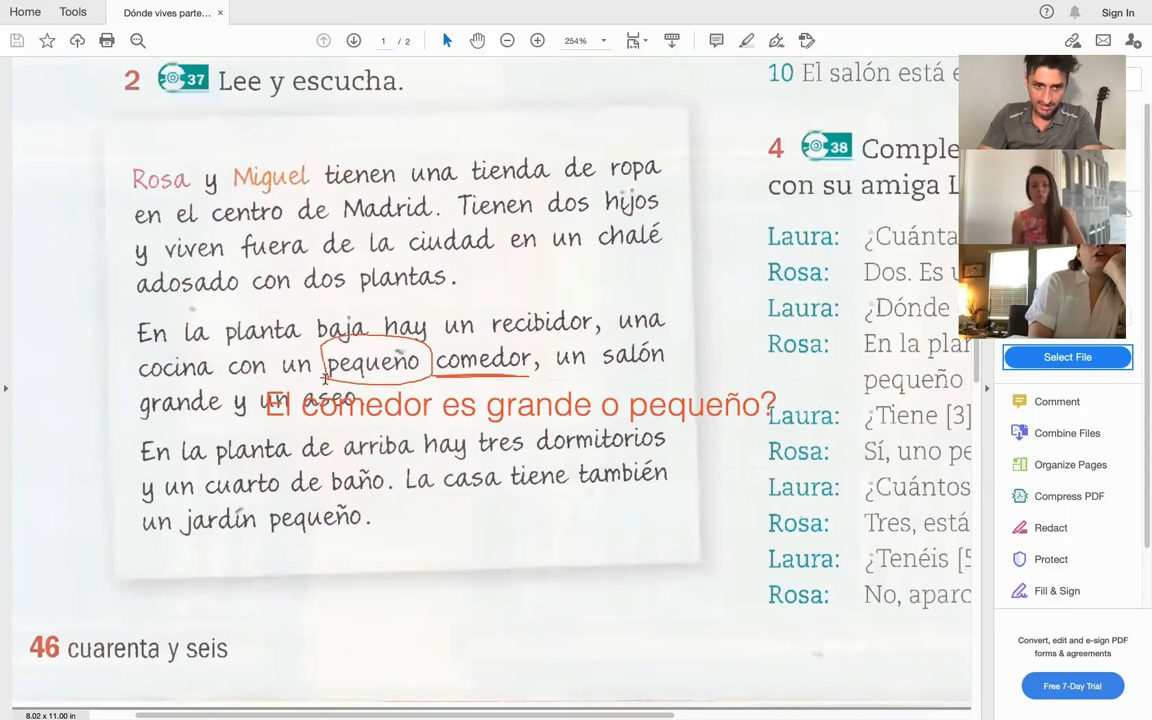 Home Tools Dónde vives parte... × Sign In
1 / 2 254%
2 37 Lee y escucha.
Rosa y Miguel tienen una tienda de ropa
en el centro de Madrid. Tienen dos hijos
y viven fuera de la ciudad en un chalé
adosado con dos plantas.
En la planta baja hay un recibidor, una
cocina con un pequeño comedor, un salón
grande y un aseo
El comedor es grande o pequeño?
En la planta de arriba hay tres dormitorios
y un cuarto de baño. La casa tiene también
un jardín pequeño.
46 cuarenta y seis
8.02 x 11.00 in
10 El salón está e
4 38 Comple
con su amiga L
Laura: ¿Cuánta
Rosa: Dos. Es u
Laura: ¿Dónde
Rosa: En la plan
pequeño
Laura: ¿Tiene [3]
Rosa: Sí, uno pe
Laura: ¿Cuántos
Rosa: Tres, está
Laura: ¿Tenéis [5
Rosa: No, aparc
Select File
Comment
Combine Files
Organize Pages
Compress PDF
Redact
Protect
Fill & Sign
Convert, edit and e-sign PDF
forms & agreements
Free 7-Day Trial